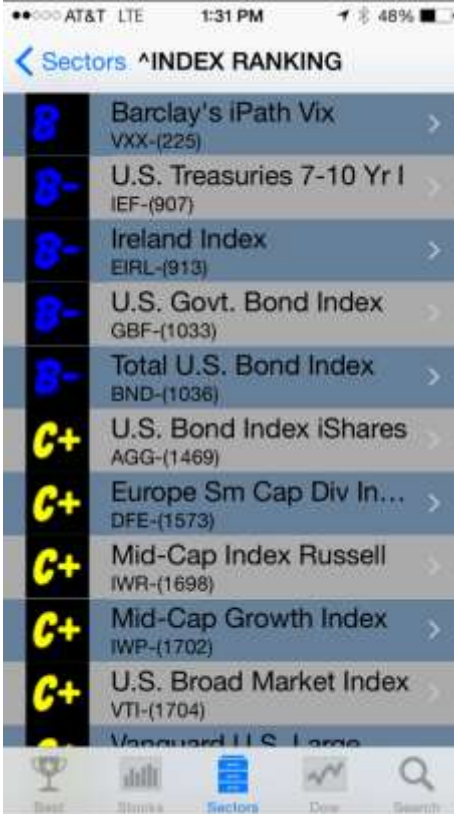 AT&T LTE 1:31 PM 48%
Sectors ^INDEX RANKING
B Barclay's iPath Vix
VXX-(225)
B- U.S. Treasuries 7-10 Yr I
IEF-(907)
B- Ireland Index
EIRL-(913)
B- U.S. Govt. Bond Index
GBF-(1033)
B- Total U.S. Bond Index
BND-(1036)
C+ U.S. Bond Index iShares
AGG-(1469)
C+ Europe Sm Cap Div In...
DFE-(1573)
C+ Mid-Cap Index Russell
IWR-(1698)
C+ Mid-Cap Growth Index
IWP-(1702)
C+ U.S. Broad Market Index
VTI-(1704)
Vanguard U.S. Large
Best Stocks Sectors Dow Search